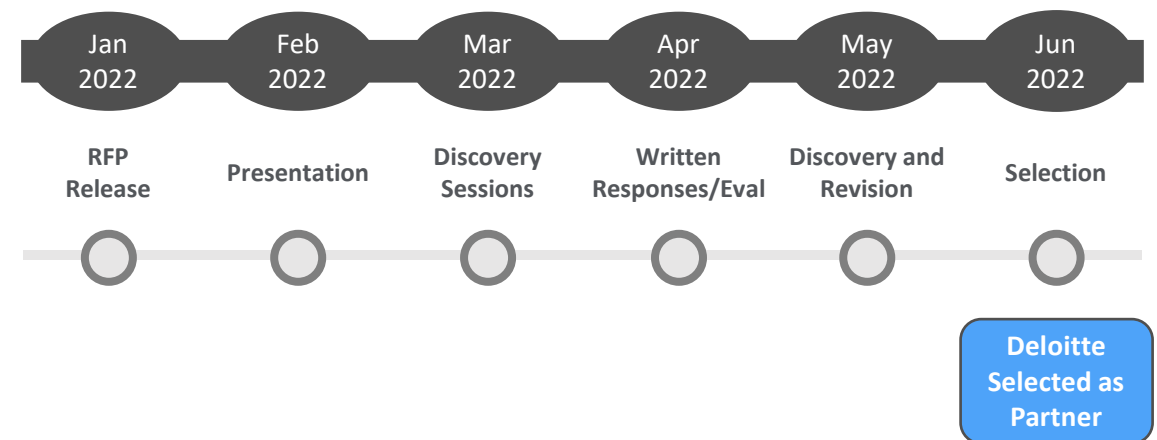 Jan
2022
Feb
2022
Mar
2022
Apr
2022
May
2022
Jun
2022
RFP
Release
Presentation
Discovery
Sessions
Written
Responses/Eval
Discovery and
Revision
Selection
Deloitte
Selected as
Partner